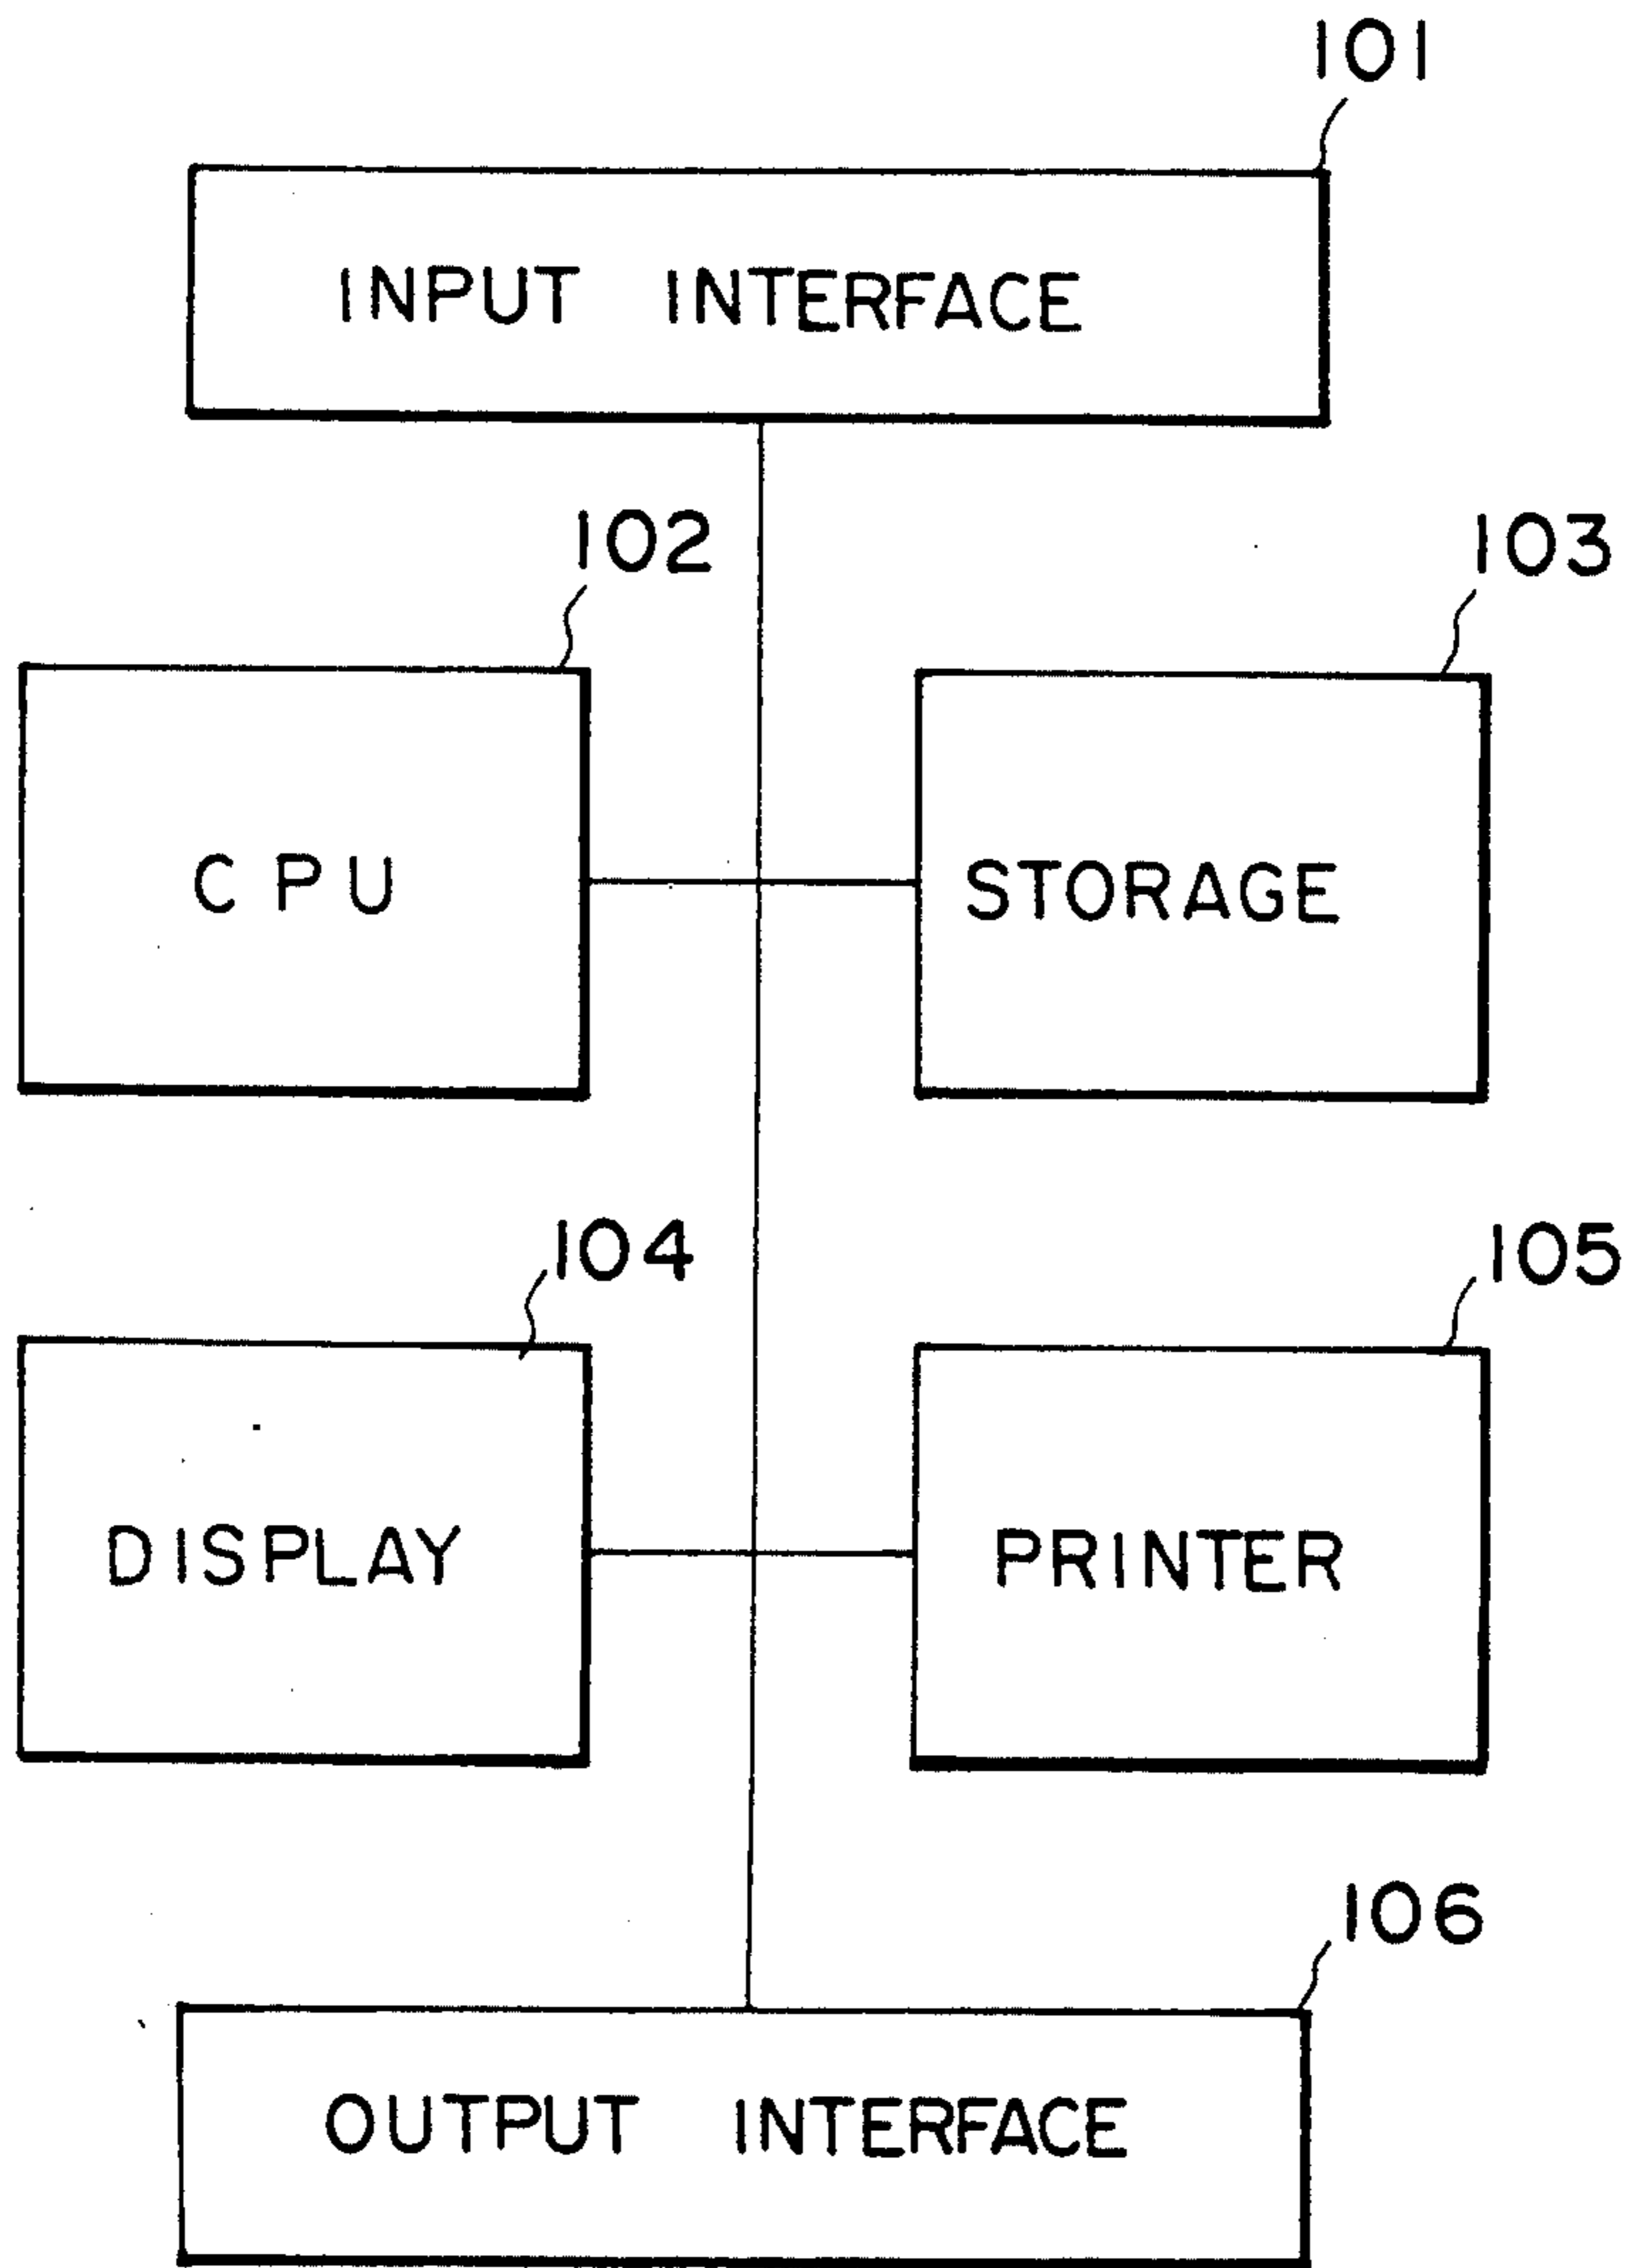 101
INPUT INTERFACE
102
103
CPU
STORAGE
104
105
DISPLAY
PRINTER
106
OUTPUT INTERFACE